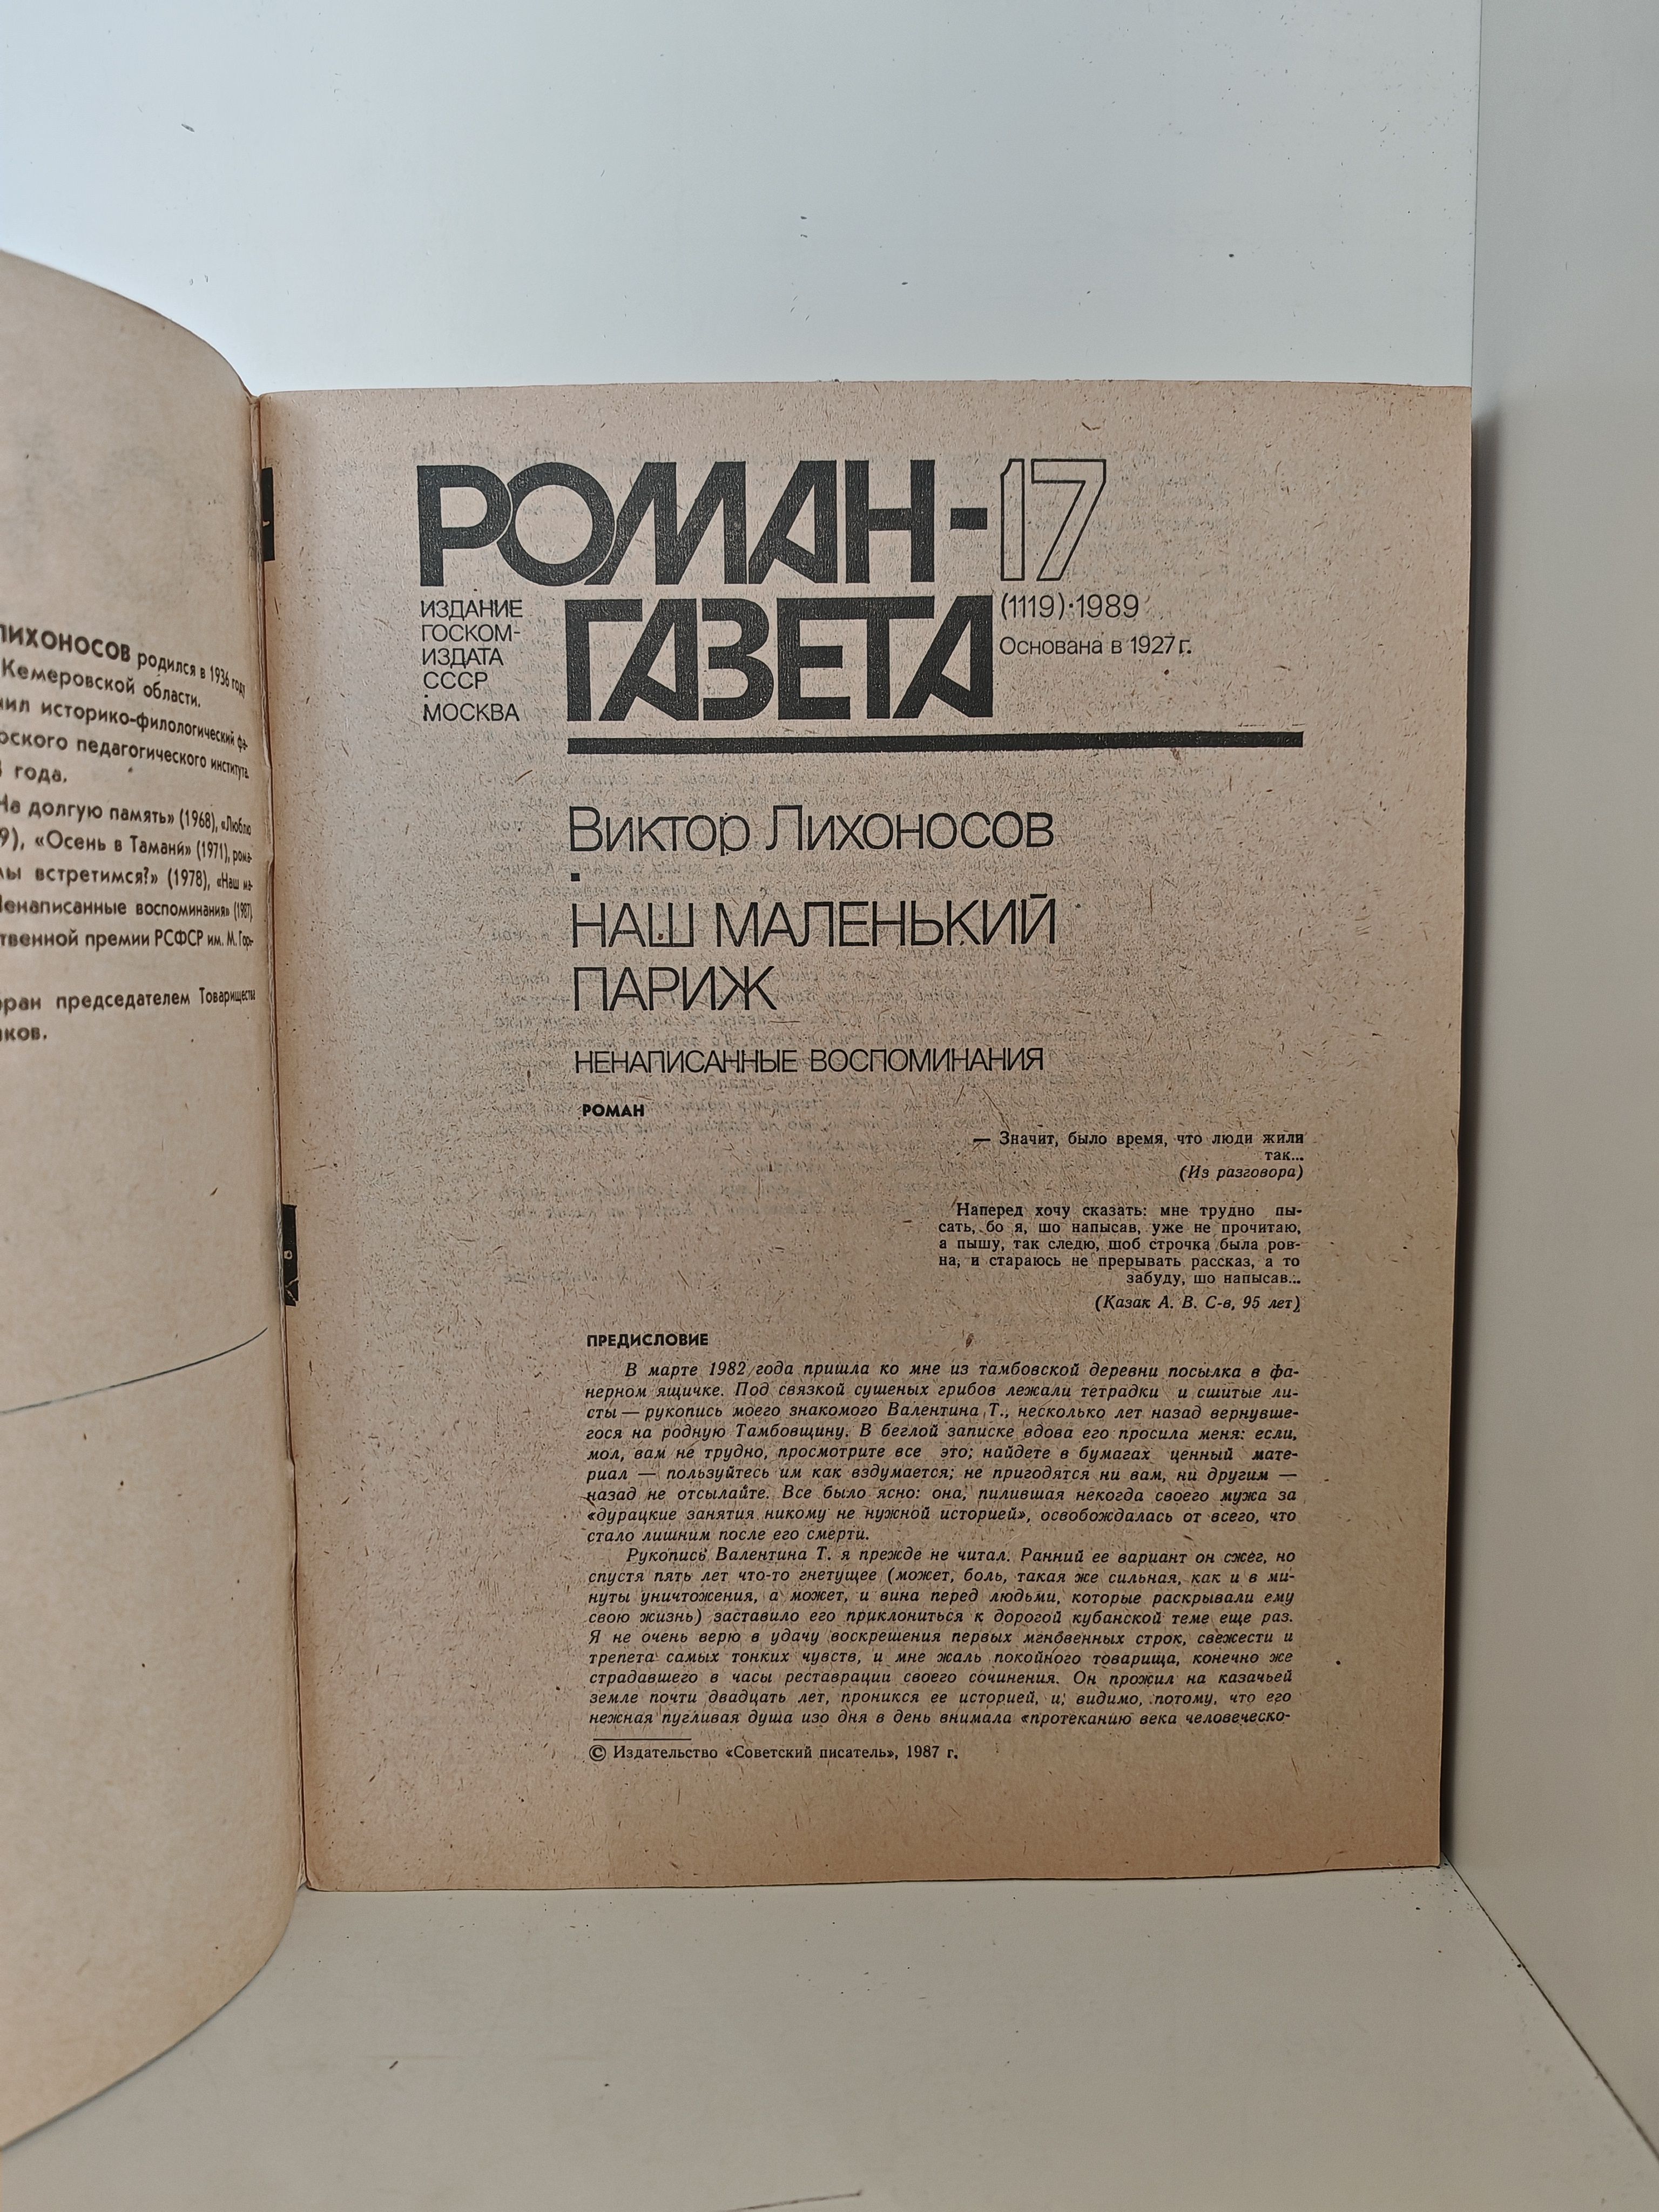 ЛИХОНОСОВ родился в 1936 году
Кемеровской области.
историко-филологический фа-
педагогического института.
года.
На долгую память» (1968), «Люблю
«Осень в Тамани» (1971), рома-
встретимся?» (1978), «Наш ма-
Ненаписанные воспоминания» (1987).
премии РСФСР им. М. Горь-
председателем Товарищества
РОМАН-17
ГАЗЕТА
ИЗДАНИЕ
ГОСКОМ-
ИЗДАТА
СССР
·
МОСКВА
(1119)·1989
Основана в 1927 г.
Виктор Лихоносов
НАШ МАЛЕНЬКИЙ
ПАРИЖ
НЕНАПИСАННЫЕ ВОСПОМИНАНИЯ
РОМАН
— Значит, было время, что люди жили
так...
(Из разговора)
Наперед хочу сказать: мне трудно пы-
сать, бо я, шо напысав, уже не прочитаю,
а пышу, так следю, шоб строчка была ров-
на, и стараюсь не прерывать рассказ, а то
забуду, шо напысав...
(Казак А. В. С-в, 95 лет)
ПРЕДИСЛОВИЕ
В марте 1982 года пришла ко мне из тамбовской деревни посылка в фа-
нерном ящичке. Под связкой сушеных грибов лежали тетрадки и сшитые ли-
сты — рукопись моего знакомого Валентина Т., несколько лет назад вернувше-
гося на родную Тамбовщину. В беглой записке вдова его просила меня: если,
мол, вам не трудно, просмотрите все это; найдете в бумагах ценный мате-
риал — пользуйтесь им как вздумается; не пригодятся ни вам, ни другим —
назад не отсылайте. Все было ясно: она, пилившая некогда своего мужа за
«дурацкие занятия никому не нужной историей», освобождалась от всего, что
стало лишним после его смерти.
Рукопись Валентина Т. я прежде не читал. Ранний ее вариант он сжег, но
спустя пять лет что-то гнетущее (может, боль, такая же сильная, как и в ми-
нуты уничтожения, а может, и вина перед людьми, которые раскрывали ему
свою жизнь) заставило его приклониться к дорогой кубанской теме еще раз.
Я не очень верю в удачу воскрешения первых мгновенных строк, свежести и
трепета самых тонких чувств, и мне жаль покойного товарища, конечно же
страдавшего в часы реставрации своего сочинения. Он прожил на казачьей
земле почти двадцать лет, проникся ее историей, и, видимо, потому, что его
нежная пугливая душа изо дня в день внимала «протеканию века человеческо-
© Издательство «Советский писатель», 1987 г.